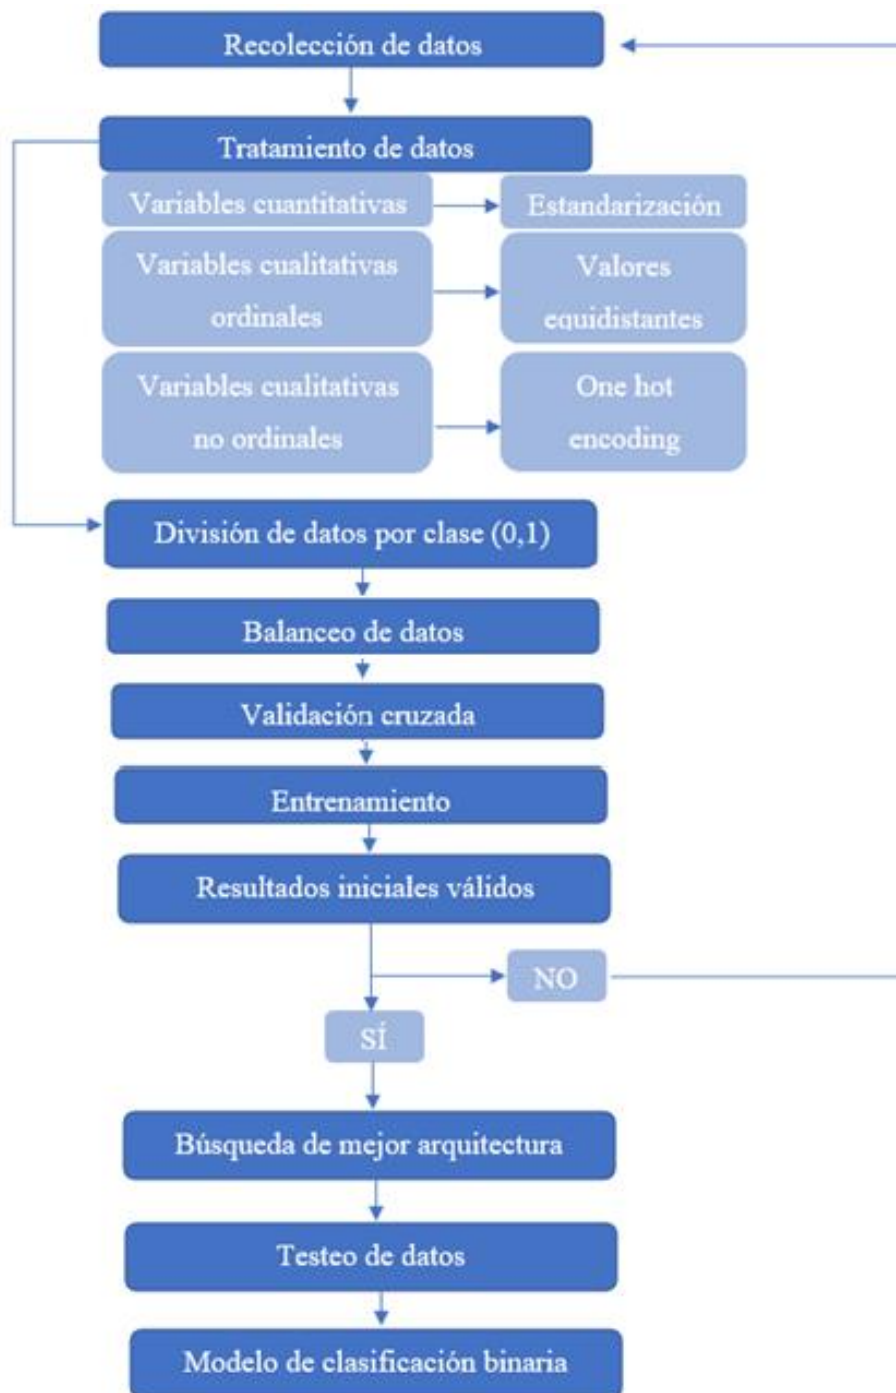 Recolección de datos
Tratamiento de datos
Variables cuantitativas
Estandarización
Variables cualitativas
ordinales
Valores
equidistantes
Variables cualitativas
no ordinales
One hot
encoding
División de datos por clase (0,1)
Balanceo de datos
Validación cruzada
Entrenamiento
Resultados iniciales válidos
NO
SÍ
Búsqueda de mejor arquitectura
Testeo de datos
Modelo de clasificación binaria